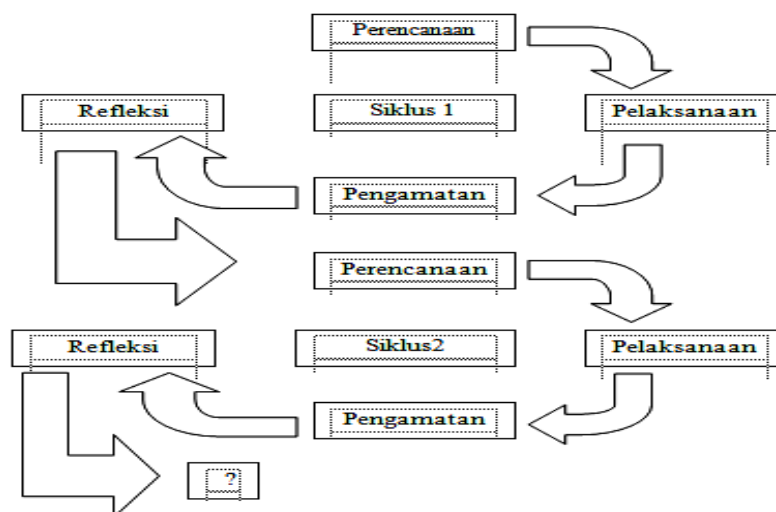 Perencanaan
Refleksi
Siklus 1
Pelaksanaan
Pengamatan
Perencanaan
Refleksi
Siklus2
Pelaksanaan
Pengamatan
?